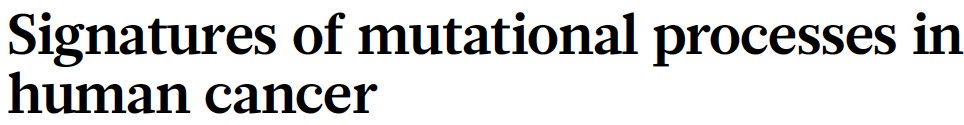 Signatures of mutational processes in
human cancer